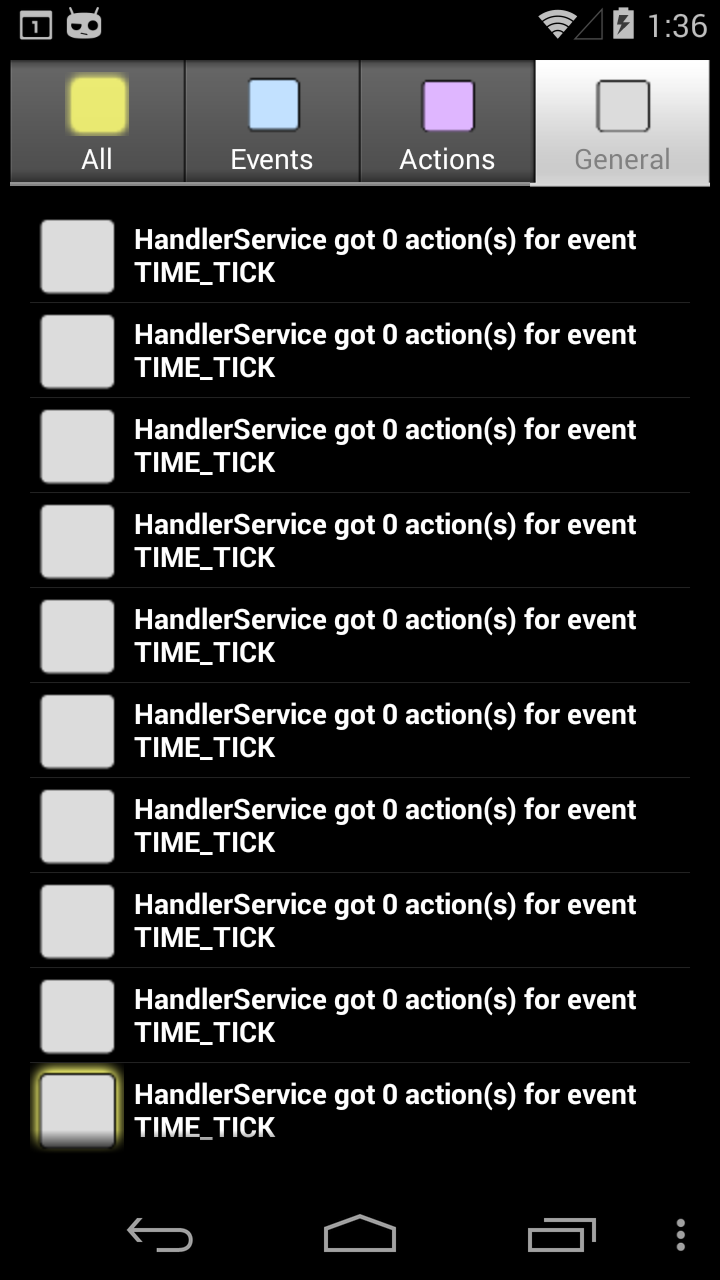 1
1:36
All
Events
Actions
General
HandlerService got 0 action(s) for event
TIME_TICK
HandlerService got 0 action(s) for event
TIME_TICK
HandlerService got 0 action(s) for event
TIME_TICK
HandlerService got 0 action(s) for event
TIME_TICK
HandlerService got 0 action(s) for event
TIME_TICK
HandlerService got 0 action(s) for event
TIME_TICK
HandlerService got 0 action(s) for event
TIME_TICK
HandlerService got 0 action(s) for event
TIME_TICK
HandlerService got 0 action(s) for event
TIME_TICK
HandlerService got 0 action(s) for event
TIME_TICK